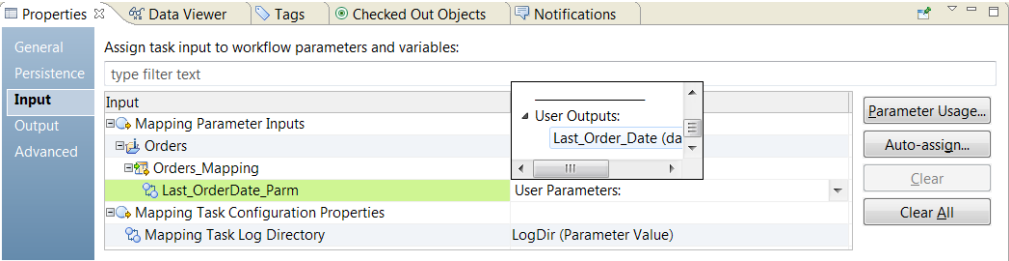 Properties Data Viewer Tags Checked Out Objects Notifications
General
Persistence
Input
Output
Advanced
Assign task input to workflow parameters and variables:
type filter text
Input
Mapping Parameter Inputs
Orders
Orders_Mapping
Last_OrderDate_Parm User Parameters:
Mapping Task Configuration Properties
Mapping Task Log Directory LogDir (Parameter Value)
User Outputs:
Last_Order_Date (da
Parameter Usage...
Auto-assign...
Clear
Clear All